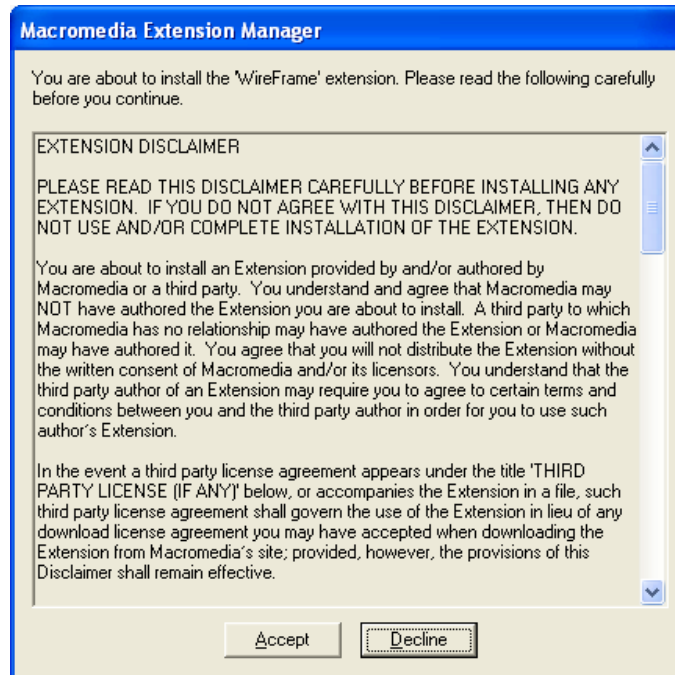 Macromedia Extension Manager
You are about to install the 'WireFrame' extension. Please read the following carefully
before you continue.
EXTENSION DISCLAIMER
PLEASE READ THIS DISCLAIMER CAREFULLY BEFORE INSTALLING ANY
EXTENSION.  IF YOU DO NOT AGREE WITH THIS DISCLAIMER, THEN DO
NOT USE AND/OR COMPLETE INSTALLATION OF THE EXTENSION.
You are about to install an Extension provided by and/or authored by
Macromedia or a third party.  You understand and agree that Macromedia may
NOT have authored the Extension you are about to install.  A third party to which
Macromedia has no relationship may have authored the Extension or Macromedia
may have authored it.  You agree that you will not distribute the Extension without
the written consent of Macromedia and/or its licensors.  You understand that the
third party author of an Extension may require you to agree to certain terms and
conditions between you and the third party author in order for you to use such
author´s Extension.
In the event a third party license agreement appears under the title 'THIRD
PARTY LICENSE (IF ANY)' below, or accompanies the Extension in a file, such
third party license agreement shall govern the use of the Extension in lieu of any
download license agreement you may have accepted when downloading the
Extension from Macromedia´s site; provided, however, the provisions of this
Disclaimer shall remain effective.
Accept Decline